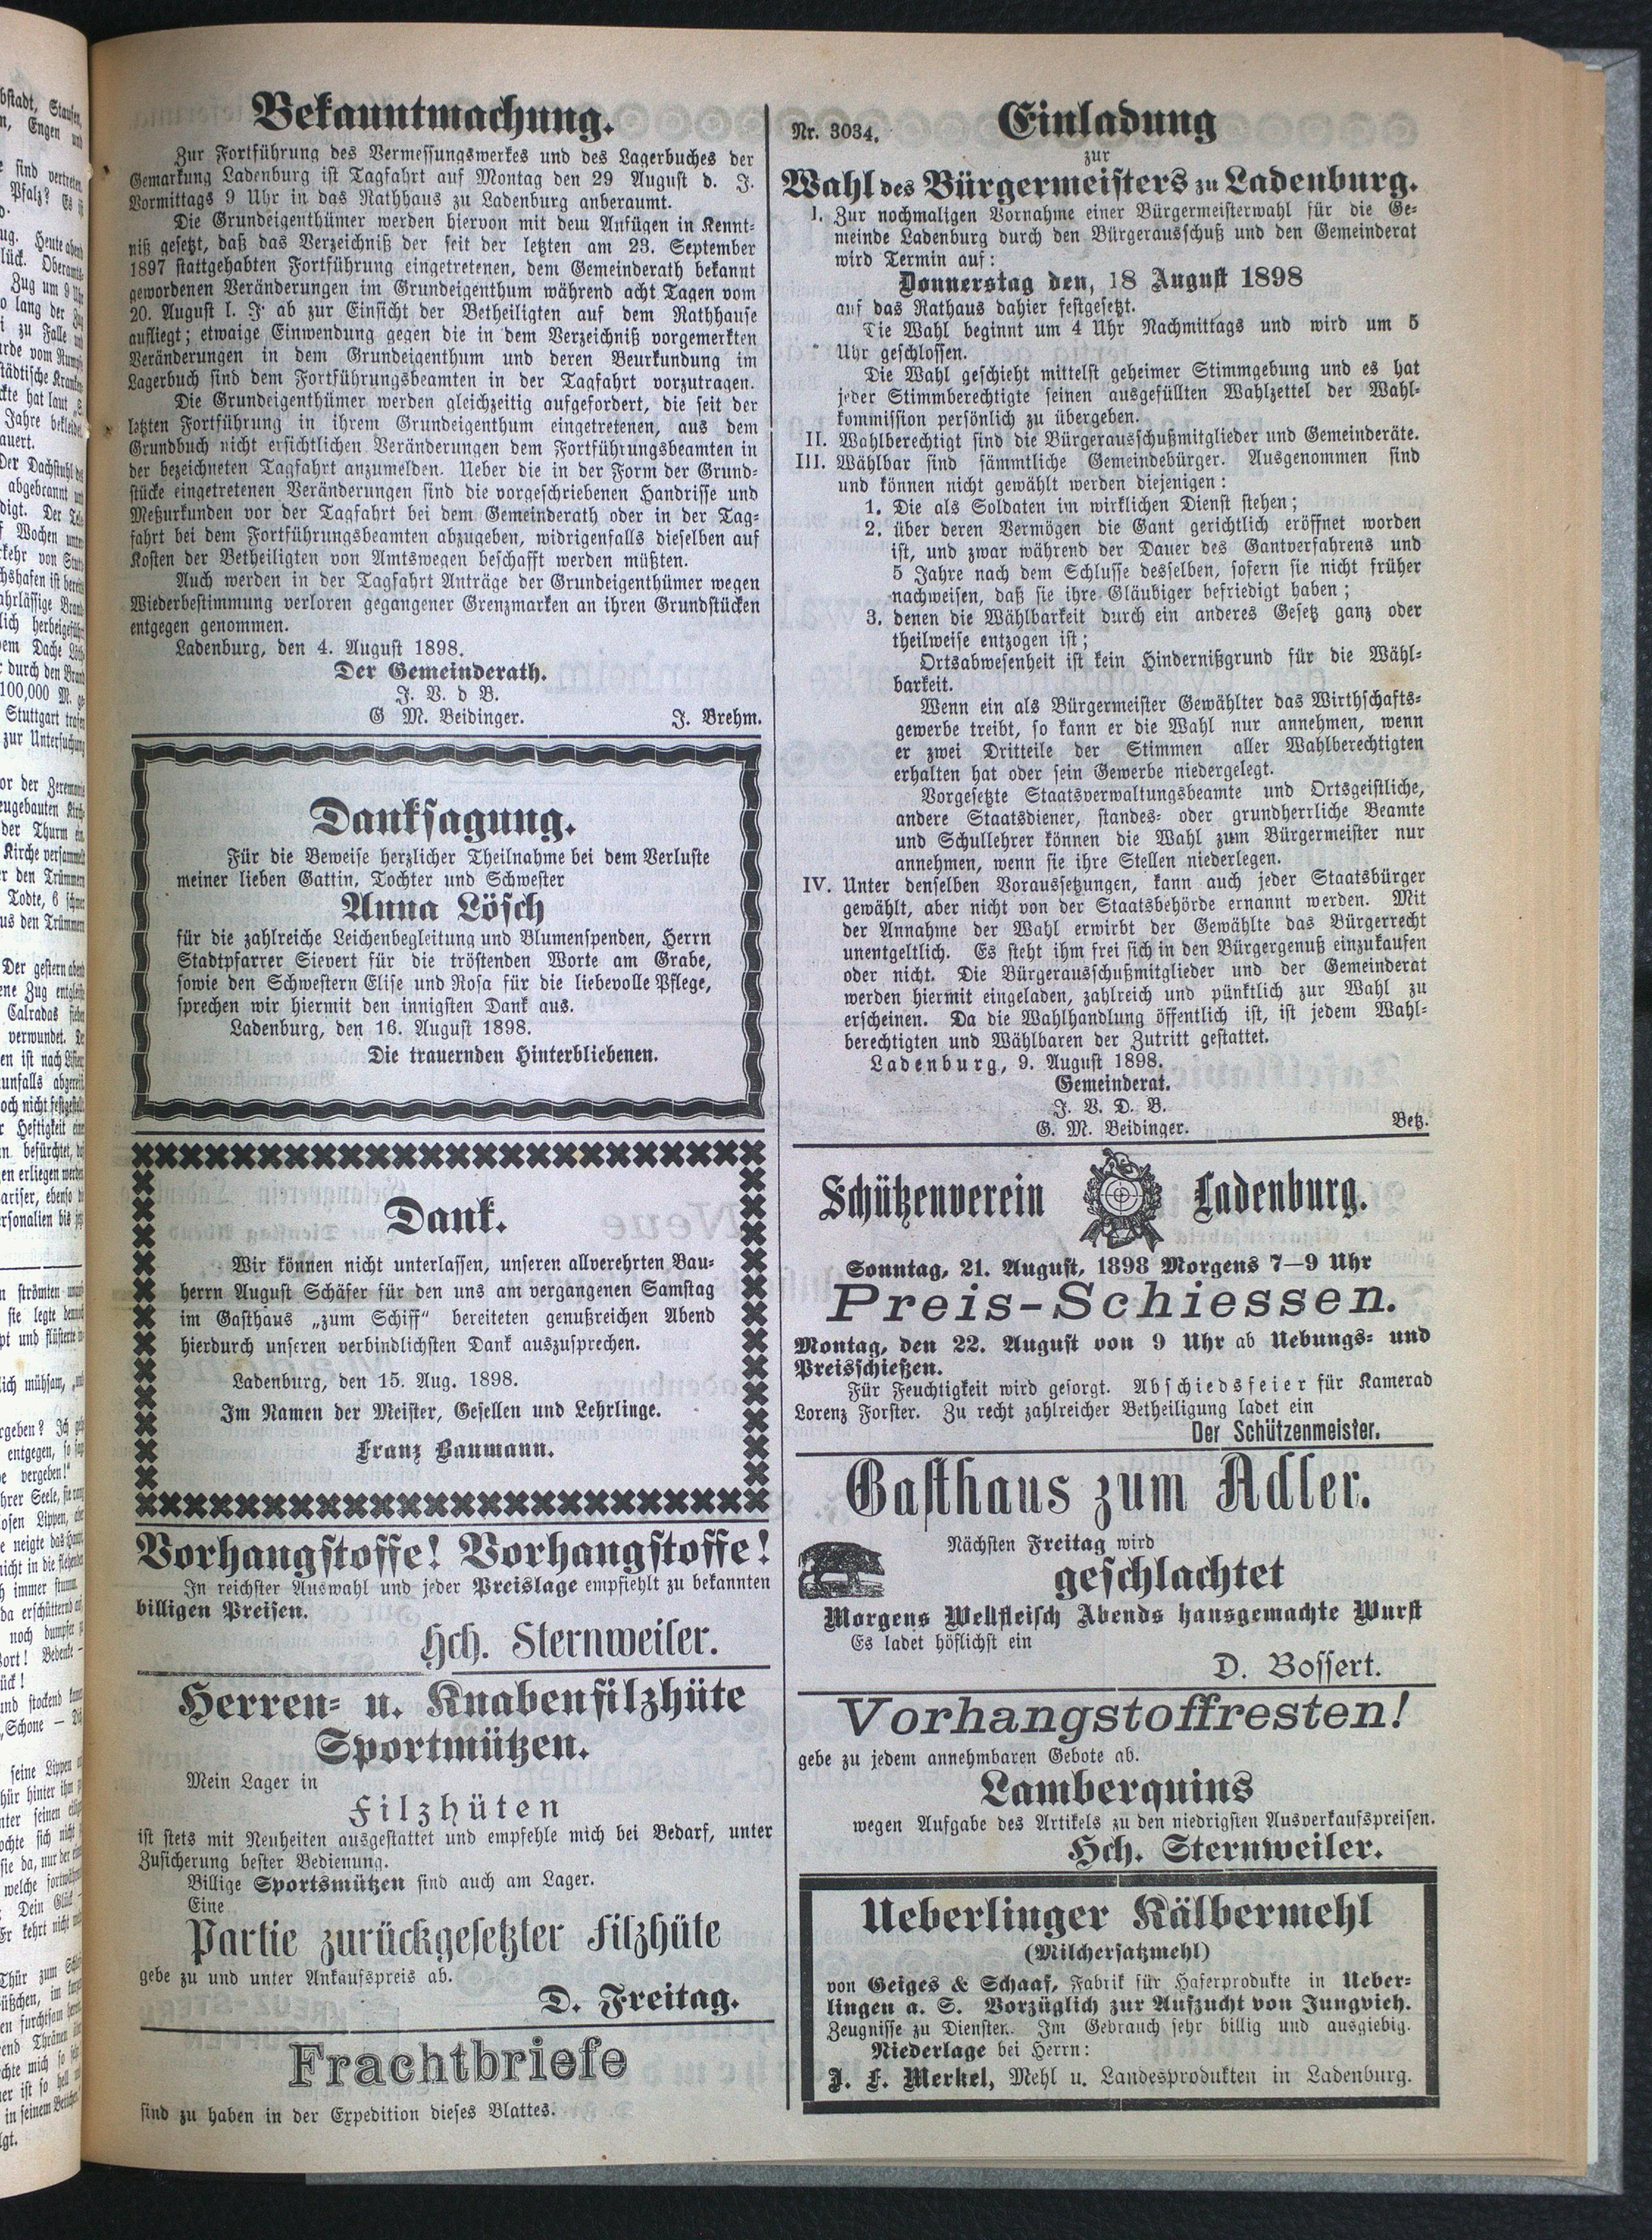 Bekanntmachung.
Zur Fortführung des Vermessungswerkes und des Lagerbuches der
Gemarkung Ladenburg ist Tagfahrt auf Montag den 29 August d. J.
Vormittags 9 Uhr in das Rathhaus zu Ladenburg anberaumt.
Die Grundeigenthümer werden hiervon mit dem Anfügen in Kennt-
niß gesetzt, daß das Verzeichniß der seit der letzten am 23. September
1897 stattgehabten Fortführung eingetretenen, dem Gemeinderath bekannt
gewordenen Veränderungen im Grundeigenthum während acht Tagen vom
20. August l. J. ab zur Einsicht der Betheiligten auf dem Rathhause
aufliegt; etwaige Einwendung gegen die in dem Verzeichniß vorgemerkten
Veränderungen in dem Grundeigenthum und deren Beurkundung im
Lagerbuch sind dem Fortführungsbeamten in der Tagfahrt vorzutragen.
Die Grundeigenthümer werden gleichzeitig aufgefordert, die seit der
letzten Fortführung in ihrem Grundeigenthum eingetretenen, aus dem
Grundbuch nicht ersichtlichen Veränderungen dem Fortführungsbeamten in
der bezeichneten Tagfahrt anzumelden. Ueber die in der Form der Grund-
stücke eingetretenen Veränderungen sind die vorgeschriebenen Handrisse und
Meßurkunden vor der Tagfahrt bei dem Gemeinderath oder in der Tag-
fahrt bei dem Fortführungsbeamten abzugeben, widrigenfalls dieselben auf
Kosten der Betheiligten von Amtswegen beschafft werden müßten.
Auch werden in der Tagfahrt Anträge der Grundeigenthümer wegen
Wiederbestimmung verloren gegangener Grenzmarken an ihren Grundstücken
entgegen genommen.
Ladenburg, den 4. August 1898.
Der Gemeinderath.
J. V. d B.
G M. Beidinger. J. Brehm.
Danksagung.
Für die Beweise herzlicher Theilnahme bei dem Verluste
meiner lieben Gattin, Tochter und Schwester
Anna Lösch
für die zahlreiche Leichenbegleitung und Blumenspenden, Herrn
Stadtpfarrer Sievert für die tröstenden Worte am Grabe,
sowie den Schwestern Elise und Rosa für die liebevolle Pflege,
sprechen wir hiermit den innigsten Dank aus.
Ladenburg, den 16. August 1898.
Die trauernden Hinterbliebenen.
Dank.
Wir können nicht unterlassen, unseren allverehrten Bau-
herrn August Schäfer für den uns am vergangenen Samstag
im Gasthaus „zum Schiff“ bereiteten genußreichen Abend
hierdurch unseren verbindlichsten Dank auszusprechen.
Ladenburg, den 15. Aug. 1898.
Im Namen der Meister, Gesellen und Lehrlinge.
Franz Baumann.
Vorhangstoffe! Vorhangstoffe!
In reichster Auswahl und jeder Preislage empfiehlt zu bekannten
billigen Preisen.
Hch. Sternweiler.
Herren- u. Knabenfilzhüte
Sportmützen.
Mein Lager in
Filzhüten
ist stets mit Neuheiten ausgestattet und empfehle mich bei Bedarf, unter
Zusicherung bester Bedienung.
Billige Sportsmützen sind auch am Lager.
Eine
Partie zurückgesetzter Filzhüte
gebe zu und unter Ankaufspreis ab.
D. Freitag.
Frachtbriefe
sind zu haben in der Expedition dieses Blattes.
Nr. 3034. Einladung
zur
Wahl des Bürgermeisters zu Ladenburg.
I. Zur nochmaligen Vornahme einer Bürgermeisterwahl für die Ge-
meinde Ladenburg durch den Bürgerausschuß und den Gemeinderat
wird Termin auf:
Donnerstag den, 18 August 1898
auf das Rathaus dahier festgesetzt.
Die Wahl beginnt um 4 Uhr Nachmittags und wird um 5
Uhr geschlossen.
Die Wahl geschieht mittelst geheimer Stimmgebung und es hat
jeder Stimmberechtigte seinen ausgefüllten Wahlzettel der Wahl-
kommission persönlich zu übergeben.
II. Wahlberechtigt sind die Bürgerausschußmitglieder und Gemeinderäte.
III. Wählbar sind sämmtliche Gemeindebürger. Ausgenommen sind
und können nicht gewählt werden diejenigen:
1. Die als Soldaten im wirklichen Dienst stehen;
2. über deren Vermögen die Gant gerichtlich eröffnet worden
ist, und zwar während der Dauer des Gantverfahrens und
5 Jahre nach dem Schlusse desselben, sofern sie nicht früher
nachweisen, daß sie ihre Gläubiger befriedigt haben;
3. denen die Wählbarkeit durch ein anderes Gesetz ganz oder
theilweise entzogen ist;
Ortsabwesenheit ist kein Hindernißgrund für die Wähl-
barkeit.
Wenn ein als Bürgermeister Gewählter das Wirthschafts-
gewerbe treibt, so kann er die Wahl nur annehmen, wenn
er zwei Dritteile der Stimmen aller Wahlberechtigten
erhalten hat oder sein Gewerbe niedergelegt.
Vorgesetzte Staatsverwaltungsbeamte und Ortsgeistliche,
andere Staatsdiener, standes- oder grundherrliche Beamte
und Schullehrer können die Wahl zum Bürgermeister nur
annehmen, wenn sie ihre Stellen niederlegen.
IV. Unter denselben Voraussetzungen, kann auch jeder Staatsbürger
gewählt, aber nicht von der Staatsbehörde ernannt werden. Mit
der Annahme der Wahl erwirbt der Gewählte das Bürgerrecht
unentgeltlich. Es steht ihm frei sich in den Bürgergenuß einzukaufen
oder nicht. Die Bürgerausschußmitglieder und der Gemeinderat
werden hiermit eingeladen, zahlreich und pünktlich zur Wahl zu
erscheinen. Da die Wahlhandlung öffentlich ist, ist jedem Wahl-
berechtigten und Wählbaren der Zutritt gestattet.
Ladenburg, 9. August 1898.
Gemeinderat.
J. V. D. B.
G. M. Beidinger. Betz.
Schützenverein Ladenburg.
Sonntag, 21. August, 1898 Morgens 7—9 Uhr
Preis-Schiessen.
Montag, den 22. August von 9 Uhr ab Uebungs- und
Preisschießen.
Für Feuchtigkeit wird gesorgt. Abschiedsfeier für Kamerad
Lorenz Forster. Zu recht zahlreicher Betheiligung ladet ein
Der Schützenmeister.
Gasthaus zum Adler.
Nächsten Freitag wird
geschlachtet
Morgens Wellfleisch Abends hausgemachte Wurst
Es ladet höflichst ein
D. Bossert.
Vorhangstoffresten!
gebe zu jedem annehmbaren Gebote ab.
Lamberquins
wegen Aufgabe des Artikels zu den niedrigsten Ausverkaufspreisen.
Hch. Sternweiler.
Ueberlinger Kälbermehl
(Milchersatzmehl)
von Geiges & Schaaf, Fabrik für Haferprodukte in Ueber-
lingen a. S. Vorzüglich zur Aufzucht von Jungvieh.
Zeugnisse zu Diensten. Im Gebrauch sehr billig und ausgiebig.
Niederlage bei Herrn:
J. F. Merkel, Mehl u. Landesprodukten in Ladenburg.